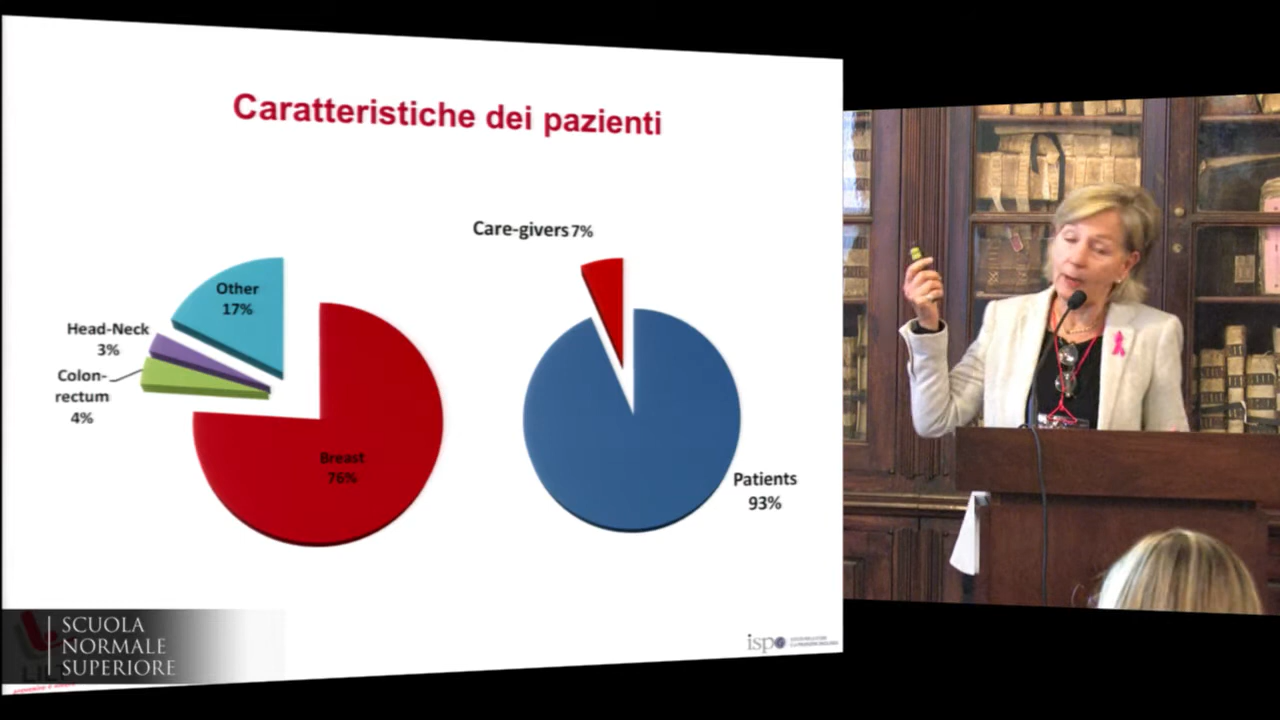 Caratteristiche dei pazienti
Care-givers 7%
Other
17%
Head-Neck
3%
Colon-
rectum
4%
Breast
76%
Patients
93%
SCUOLA
NORMALE
SUPERIORE
ispo